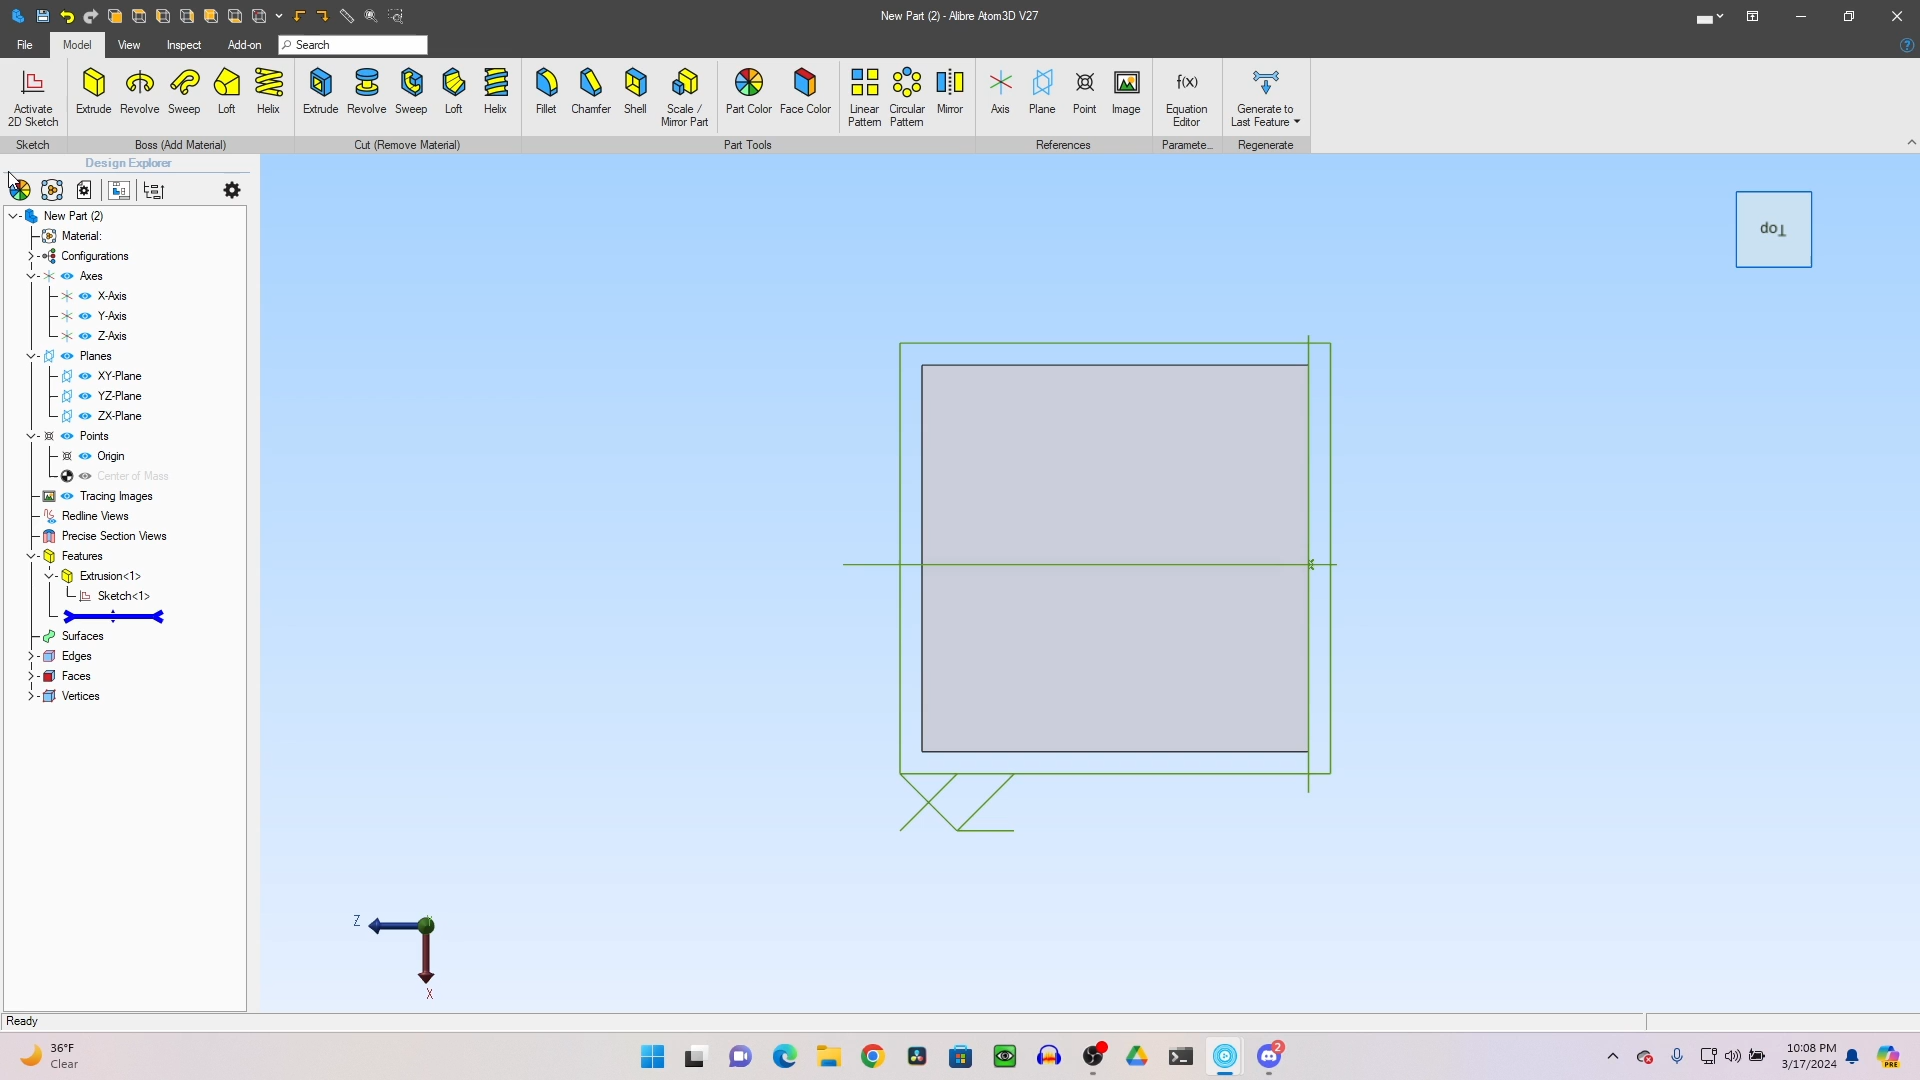 New Part (2) - Alibre Atom3D V27
File Model View Inspect Add-on Search
Activate 2D Sketch Extrude Revolve Sweep Loft Helix Extrude Revolve Sweep Loft Helix Fillet Chamfer Shell Scale / Mirror Part Part Color Face Color Linear Pattern Circular Pattern Mirror Axis Plane Point Image f(x) Equation Editor Generate to Last Feature
Sketch Boss (Add Material) Cut (Remove Material) Part Tools References Paramete... Regenerate
Design Explorer
New Part (2)
Material:
Configurations
Axes
X-Axis
Y-Axis
Z-Axis
Planes
XY-Plane
YZ-Plane
ZX-Plane
Points
Origin
Center of Mass
Tracing Images
Redline Views
Precise Section Views
Features
Extrusion<1>
Sketch<1>
Surfaces
Edges
Faces
Vertices
Top
Z
X
Ready
36°F
Clear
2
10:08 PM
3/17/2024
PRE